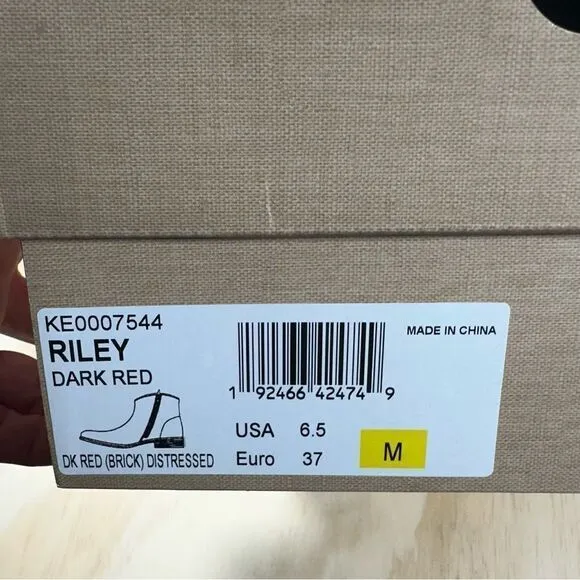 KE0007544
RILEY
DARK RED
DK RED (BRICK) DISTRESSED
1 92466 42474 9
MADE IN CHINA
USA 6.5
Euro 37
M